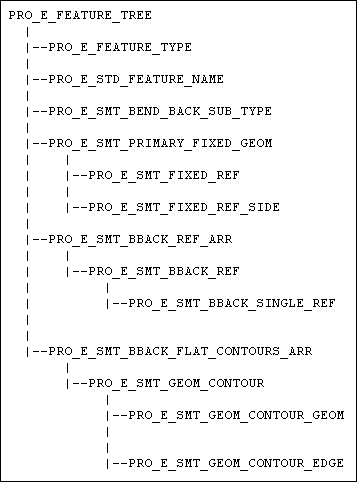 PRO_E_FEATURE_TREE
|
|--PRO_E_FEATURE_TYPE
|
|--PRO_E_STD_FEATURE_NAME
|
|--PRO_E_SMT_BEND_BACK_SUB_TYPE
|
|--PRO_E_SMT_PRIMARY_FIXED_GEOM
|    |
|    |--PRO_E_SMT_FIXED_REF
|    |
|    |--PRO_E_SMT_FIXED_REF_SIDE
|
|--PRO_E_SMT_BBACK_REF_ARR
|    |
|    |--PRO_E_SMT_BBACK_REF
|         |
|         |--PRO_E_SMT_BBACK_SINGLE_REF
|
|
|--PRO_E_SMT_BBACK_FLAT_CONTOURS_ARR
     |
     |--PRO_E_SMT_GEOM_CONTOUR
          |
          |--PRO_E_SMT_GEOM_CONTOUR_GEOM
          |
          |
          |--PRO_E_SMT_GEOM_CONTOUR_EDGE